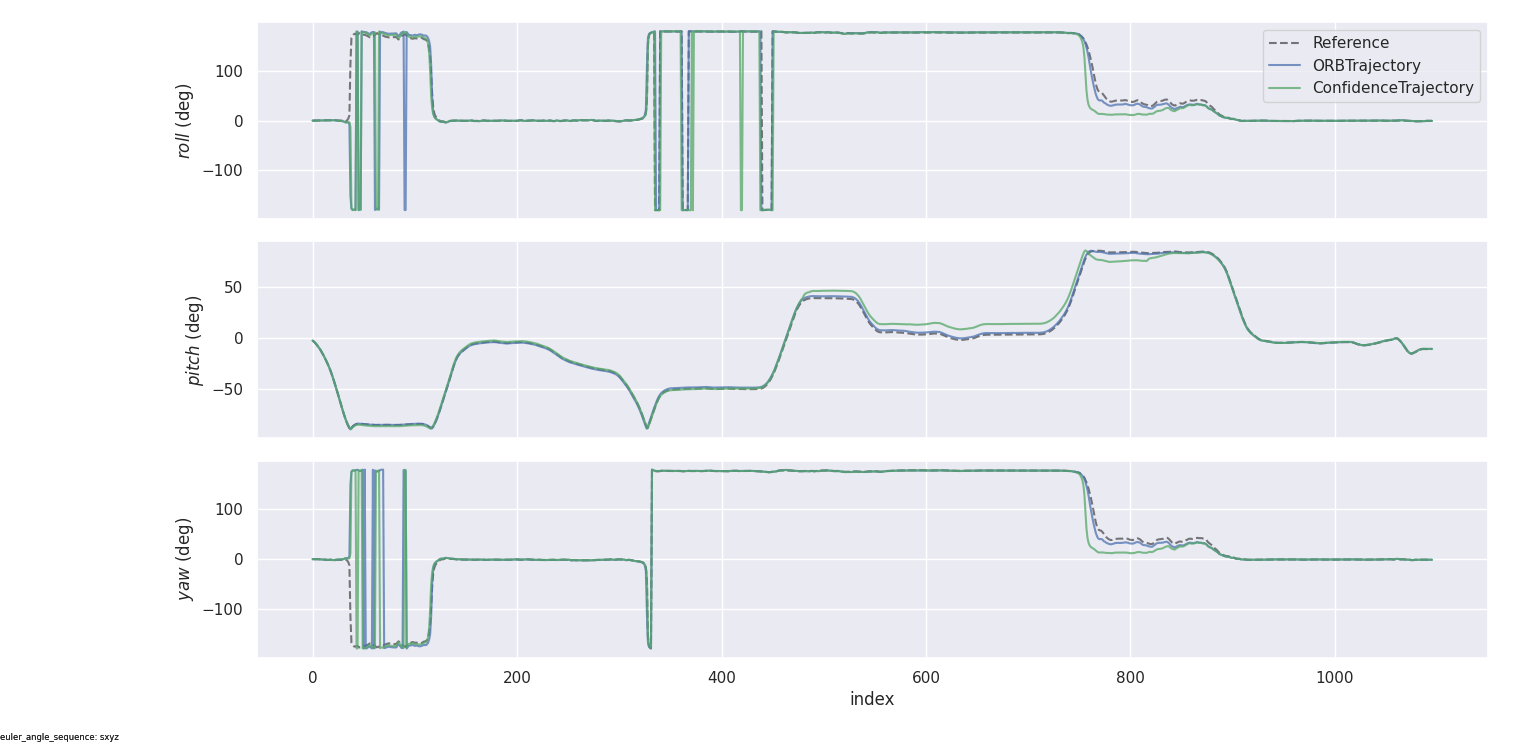 Reference
ORBTrajectory
ConfidenceTrajectory
100
0
−100
roll (deg)
50
0
−50
pitch (deg)
100
0
−100
yaw (deg)
0 200 400 600 800 1000
index
euler_angle_sequence: sxyz